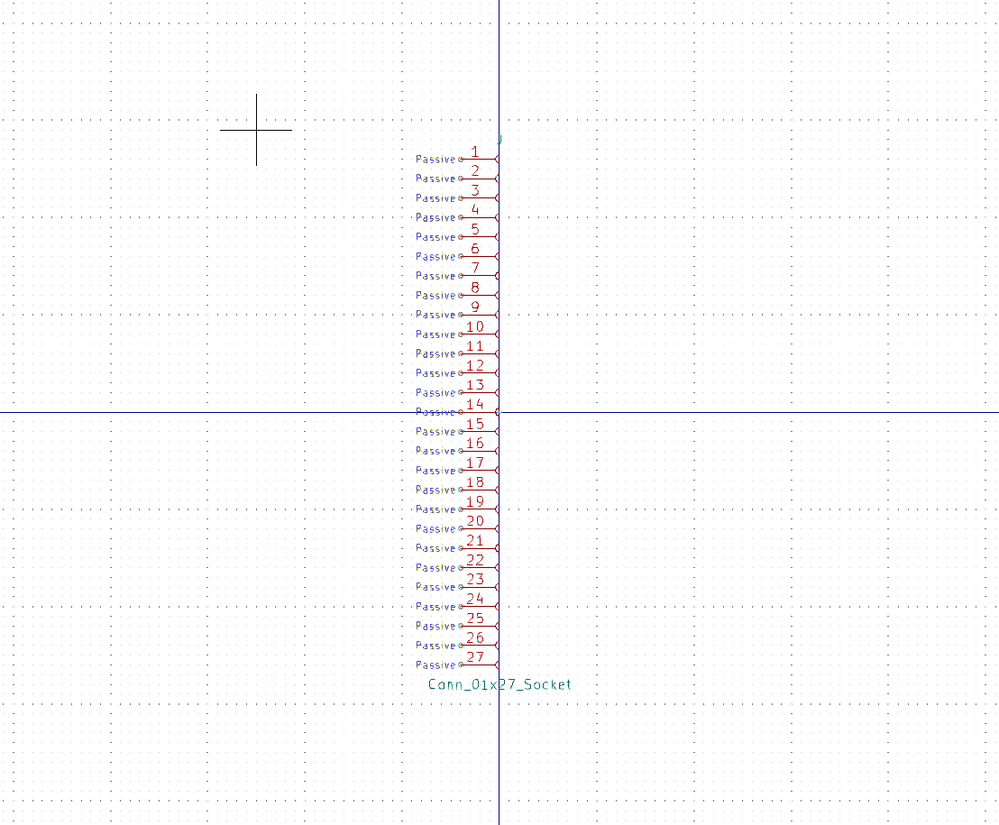 J
Passive 1
Passive 2
Passive 3
Passive 4
Passive 5
Passive 6
Passive 7
Passive 8
Passive 9
Passive 10
Passive 11
Passive 12
Passive 13
Passive 14
Passive 15
Passive 16
Passive 17
Passive 18
Passive 19
Passive 20
Passive 21
Passive 22
Passive 23
Passive 24
Passive 25
Passive 26
Passive 27
Conn_01x27_Socket